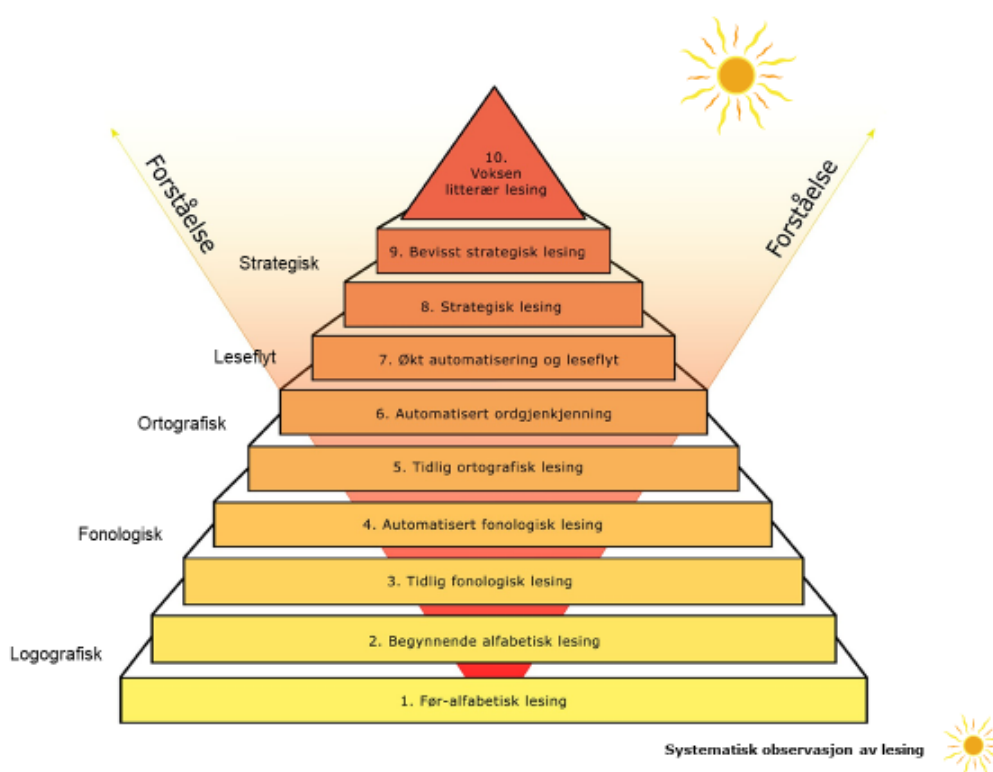 10.
Voksen
litterær lesing
Forståelse
Forståelse
Strategisk
9. Bevisst strategisk lesing
8. Strategisk lesing
Leseflyt
7. Økt automatisering og leseflyt
6. Automatisert ordgjenkjenning
Ortografisk
5. Tidlig ortografisk lesing
4. Automatisert fonologisk lesing
Fonologisk
3. Tidlig fonologisk lesing
2. Begynnende alfabetisk lesing
Logografisk
1. Før-alfabetisk lesing
Systematisk observasjon av lesing